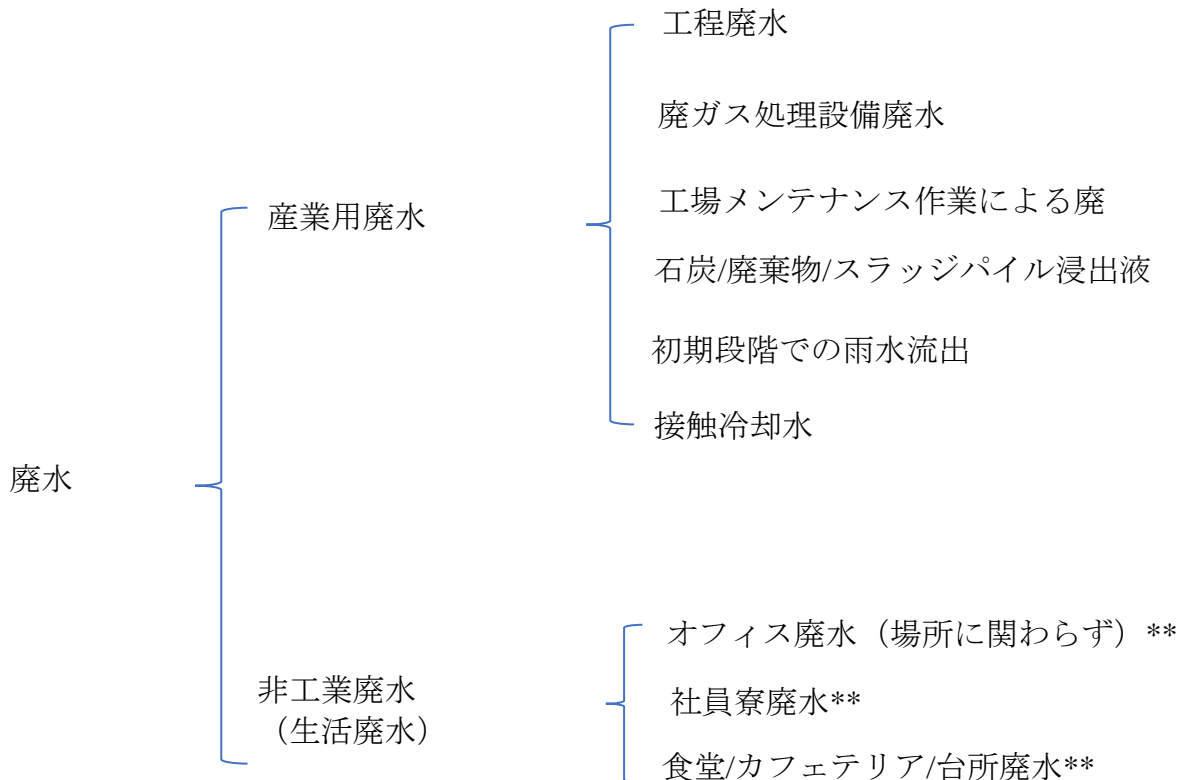 工程廃水
廃ガス処理設備廃水
工場メンテナンス作業による廃
石炭/廃棄物/スラッジパイル浸出液
初期段階での雨水流出
接触冷却水
産業用廃水
廃水
オフィス廃水（場所に関わらず）**
社員寮廃水**
食堂/カフェテリア/台所廃水**
非工業廃水
（生活廃水）